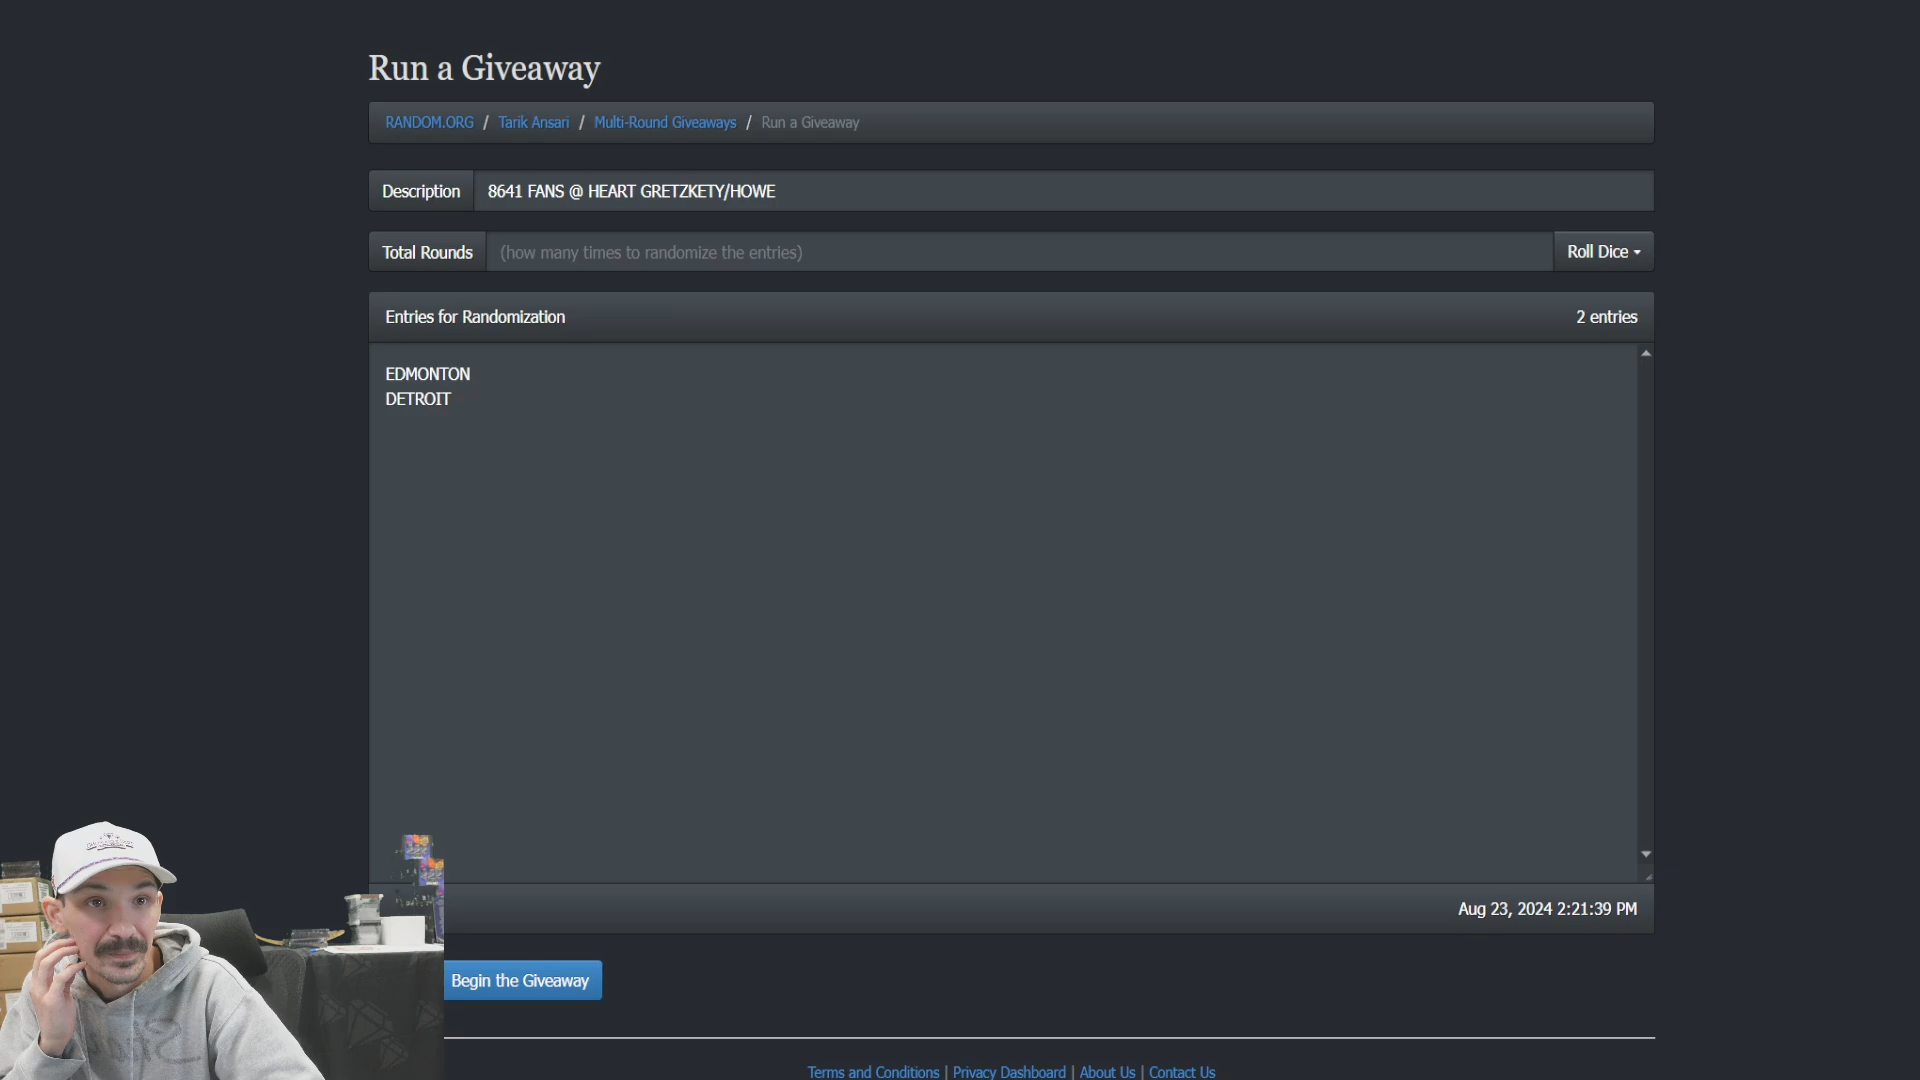 Run a Giveaway
RANDOM.ORG / Tarik Ansari / Multi-Round Giveaways / Run a Giveaway
Description 8641 FANS @ HEART GRETZKETY/HOWE
Total Rounds (how many times to randomize the entries) Roll Dice
Entries for Randomization 2 entries
EDMONTON
DETROIT
Aug 23, 2024 2:21:39 PM
Begin the Giveaway
Terms and Conditions | Privacy Dashboard | About Us | Contact Us